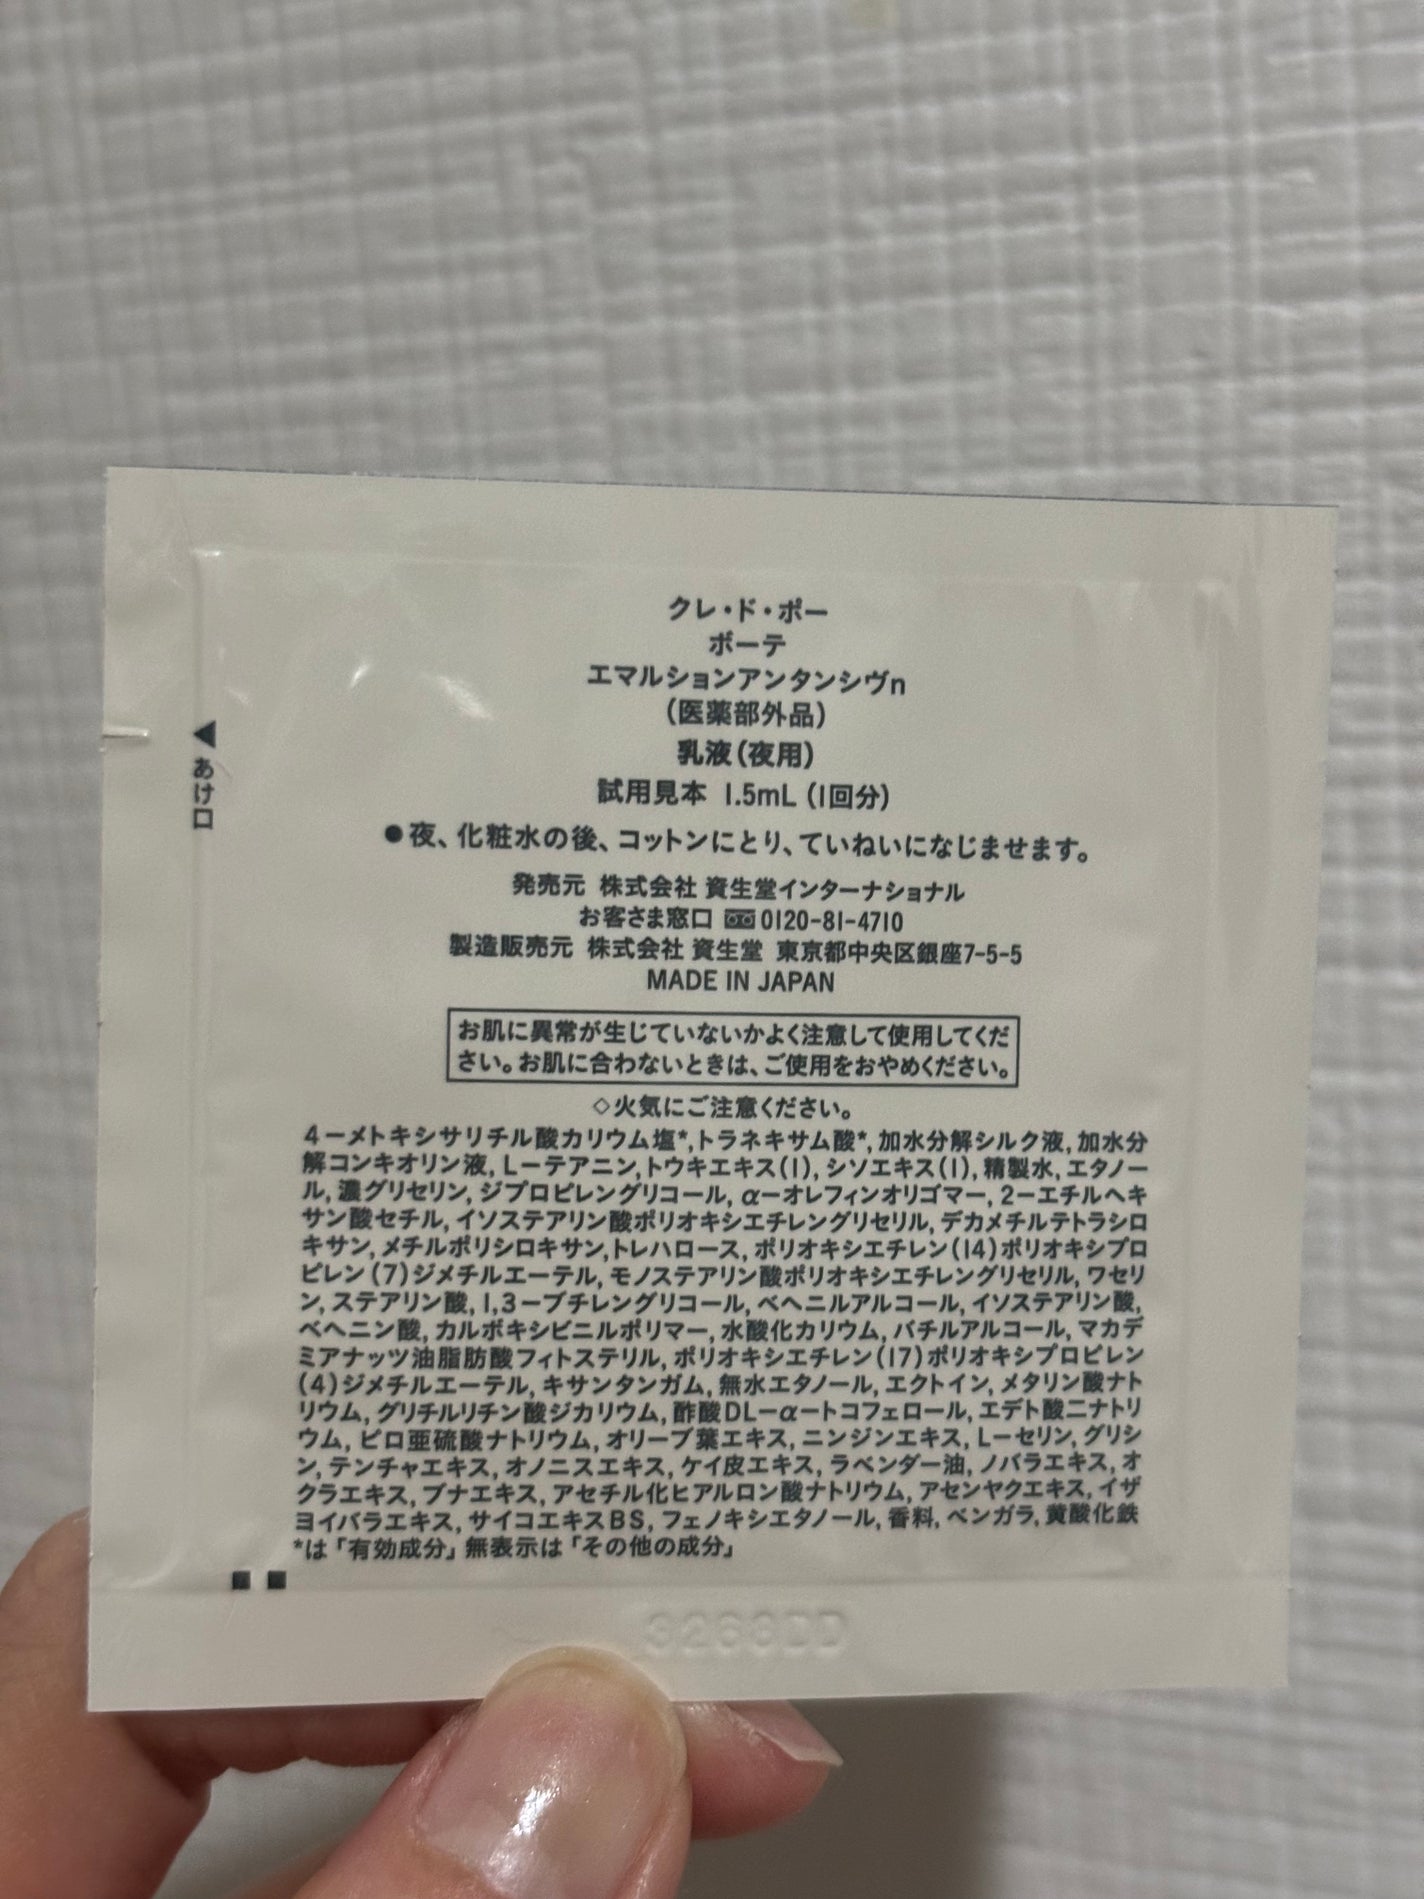 クレ・ド・ポー
ボーテ
エマルションアンタンシヴn
（医薬部外品）
乳液（夜用）
試用見本 1.5mL（1回分）
◀あけ口
●夜、化粧水の後、コットンにとり、ていねいになじませます。
発売元 株式会社 資生堂インターナショナル
お客さま窓口 0120-81-4710
製造販売元 株式会社 資生堂 東京都中央区銀座7-5-5
MADE IN JAPAN
お肌に異常が生じていないかよく注意して使用してくだ
さい。お肌に合わないときは、ご使用をおやめください。
◇火気にご注意ください。
4－メトキシサリチル酸カリウム塩*,トラネキサム酸*,加水分解シルク液,加水分
解コンキオリン液,L－テアニン,トウキエキス(1),シソエキス(1),精製水,エタノー
ル,濃グリセリン,ジプロピレングリコール,α－オレフィンオリゴマー,2－エチルヘキ
サン酸セチル,イソステアリン酸ポリオキシエチレングリセリル,デカメチルテトラシロ
キサン,メチルポリシロキサン,トレハロース,ポリオキシエチレン(14)ポリオキシプロ
ピレン(7)ジメチルエーテル,モノステアリン酸ポリオキシエチレングリセリル,ワセリ
ン,ステアリン酸,1,3－ブチレングリコール,ベヘニルアルコール,イソステアリン酸,
ベヘニン酸,カルボキシビニルポリマー,水酸化カリウム,バチルアルコール,マカデ
ミアナッツ油脂肪酸フィトステリル,ポリオキシエチレン(17)ポリオキシプロピレン
(4)ジメチルエーテル,キサンタンガム,無水エタノール,エクトイン,メタリン酸ナト
リウム,グリチルリチン酸ジカリウム,酢酸DL－α－トコフェロール,エデト酸二ナトリ
ウム,ピロ亜硫酸ナトリウム,オリーブ葉エキス,ニンジンエキス,L－セリン,グリシ
ン,テンチャエキス,オノニスエキス,ケイ皮エキス,ラベンダー油,ノバラエキス,オ
クラエキス,ブナエキス,アセチル化ヒアルロン酸ナトリウム,アセンヤクエキス,イザ
ヨイバラエキス,サイコエキスBS,フェノキシエタノール,香料,ベンガラ,黄酸化鉄
*は「有効成分」無表示は「その他の成分」
3263DD